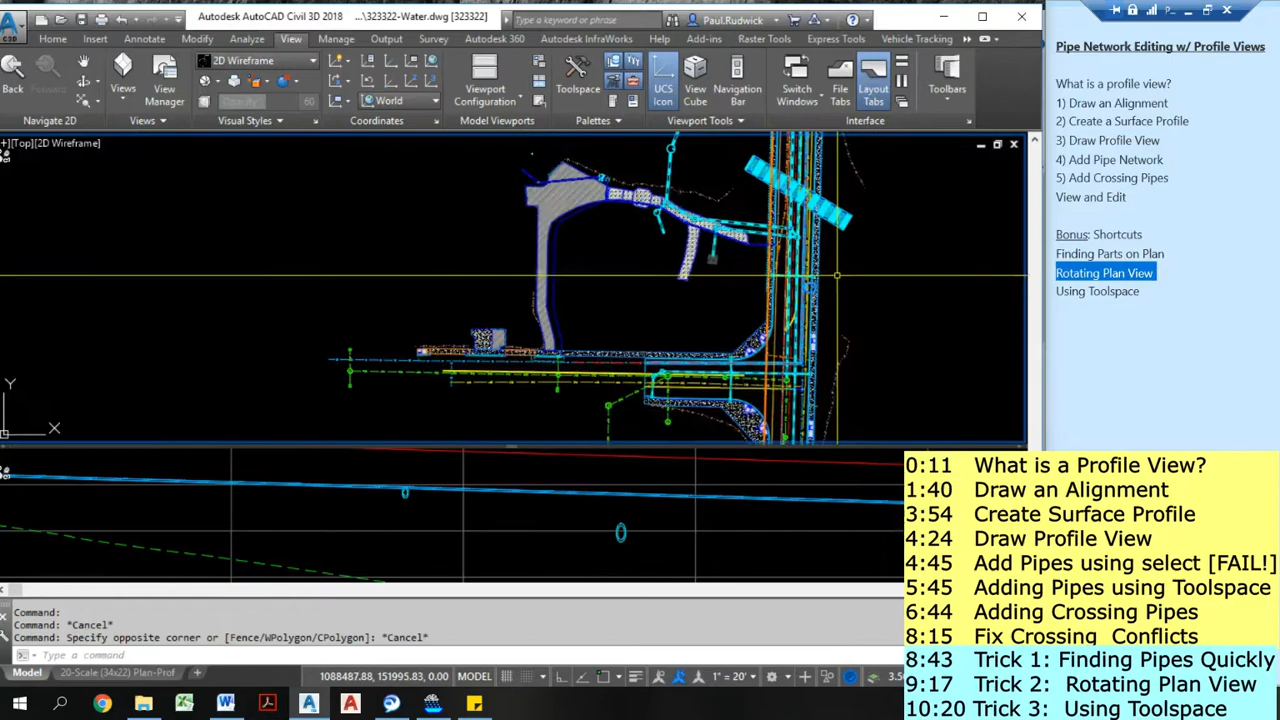 Autodesk AutoCAD Civil 3D 2018 ...\323322-Water.dwg [323322]
Type a keyword or phrase
Paul.Rudwick
C3D
Home Insert Annotate Modify Analyze View Manage Output Survey Autodesk 360 Autodesk InfraWorks Help Add-ins Raster Tools Express Tools Vehicle Tracking
2D Wireframe
Back Forward Views View Manager Opacity 60 World Viewport Configuration Toolspace UCS Icon View Cube Navigation Bar Switch Windows File Tabs Layout Tabs Toolbars
Navigate 2D Views Visual Styles Coordinates Model Viewports Palettes Viewport Tools Interface
[+][Top][2D Wireframe]
Y
X
Command:
Command: *Cancel*
Command: Specify opposite corner or [Fence/WPolygon/CPolygon]: *Cancel*
Type a command
Model 20-Scale (34x22) Plan-Prof +
1088487.88, 151995.83, 0.00 MODEL 1" = 20' 3.5
Pipe Network Editing w/ Profile Views
What is a profile view?
1) Draw an Alignment
2) Create a Surface Profile
3) Draw Profile View
4) Add Pipe Network
5) Add Crossing Pipes
View and Edit
Bonus: Shortcuts
Finding Parts on Plan
Rotating Plan View
Using Toolspace
0:11 What is a Profile View?
1:40 Draw an Alignment
3:54 Create Surface Profile
4:24 Draw Profile View
4:45 Add Pipes using select [FAIL!]
5:45 Adding Pipes using Toolspace
6:44 Adding Crossing Pipes
8:15 Fix Crossing Conflicts
8:43 Trick 1: Finding Pipes Quickly
9:17 Trick 2: Rotating Plan View
10:20 Trick 3: Using Toolspace